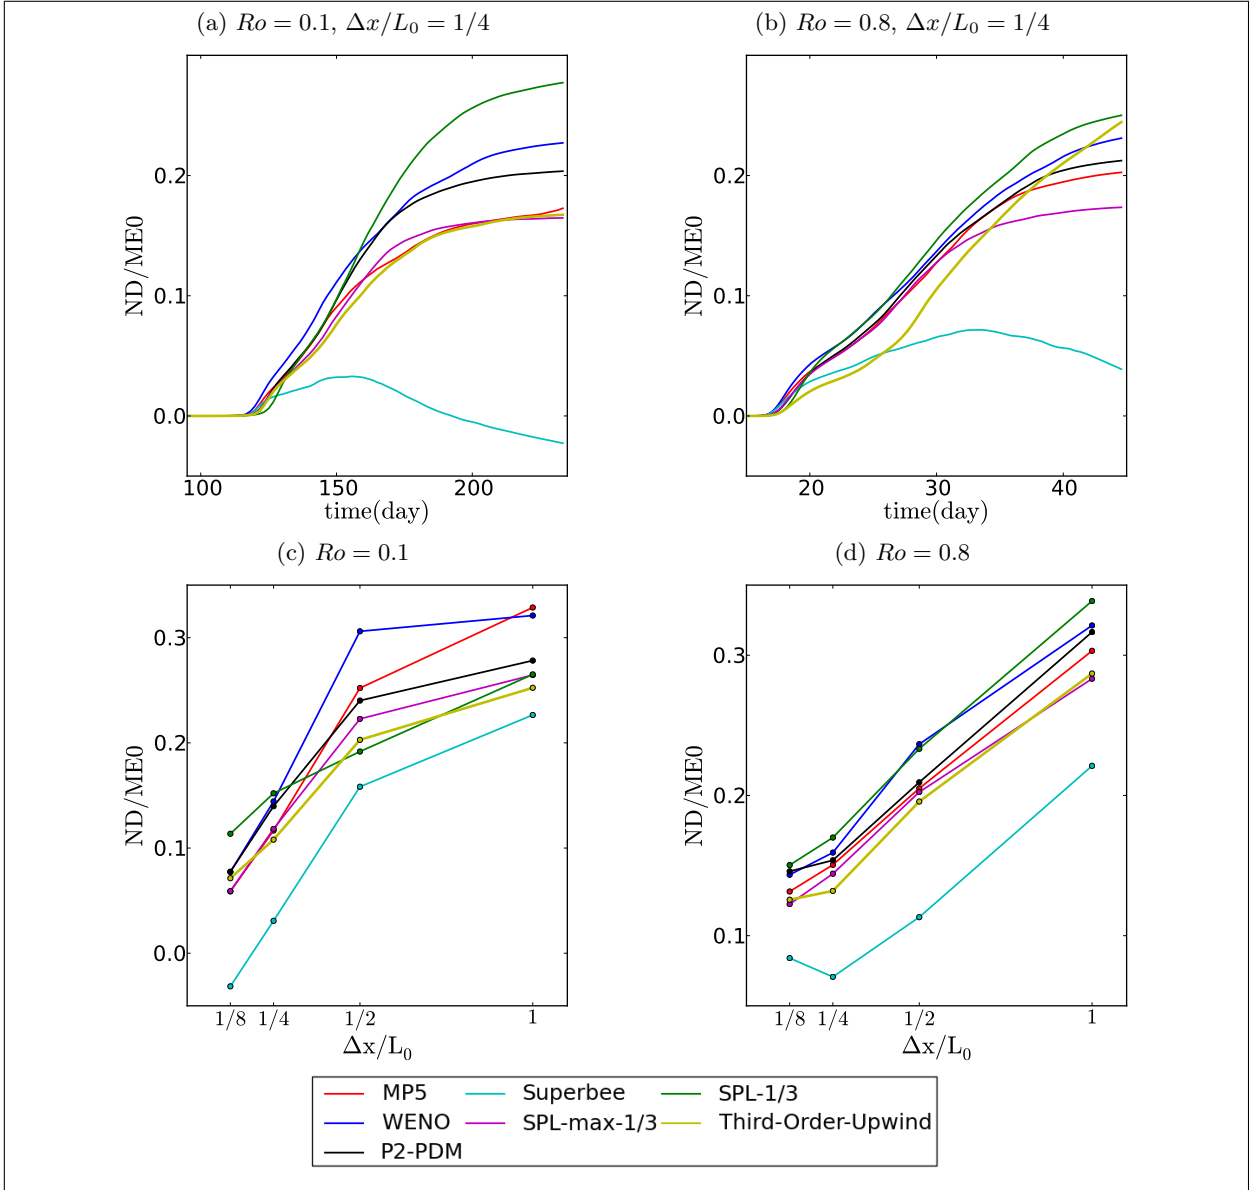 (a) Ro = 0.1, Δx/L₀ = 1/4
(b) Ro = 0.8, Δx/L₀ = 1/4
ND/ME0
0.2
0.1
0.0
100 150 200
time(day)
ND/ME0
0.2
0.1
0.0
20 30 40
time(day)
(c) Ro = 0.1
(d) Ro = 0.8
ND/ME0
0.3
0.2
0.1
0.0
1/8 1/4 1/2 1
Δx/L₀
ND/ME0
0.3
0.2
0.1
1/8 1/4 1/2 1
Δx/L₀
MP5 Superbee SPL-1/3
WENO SPL-max-1/3 Third-Order-Upwind
P2-PDM